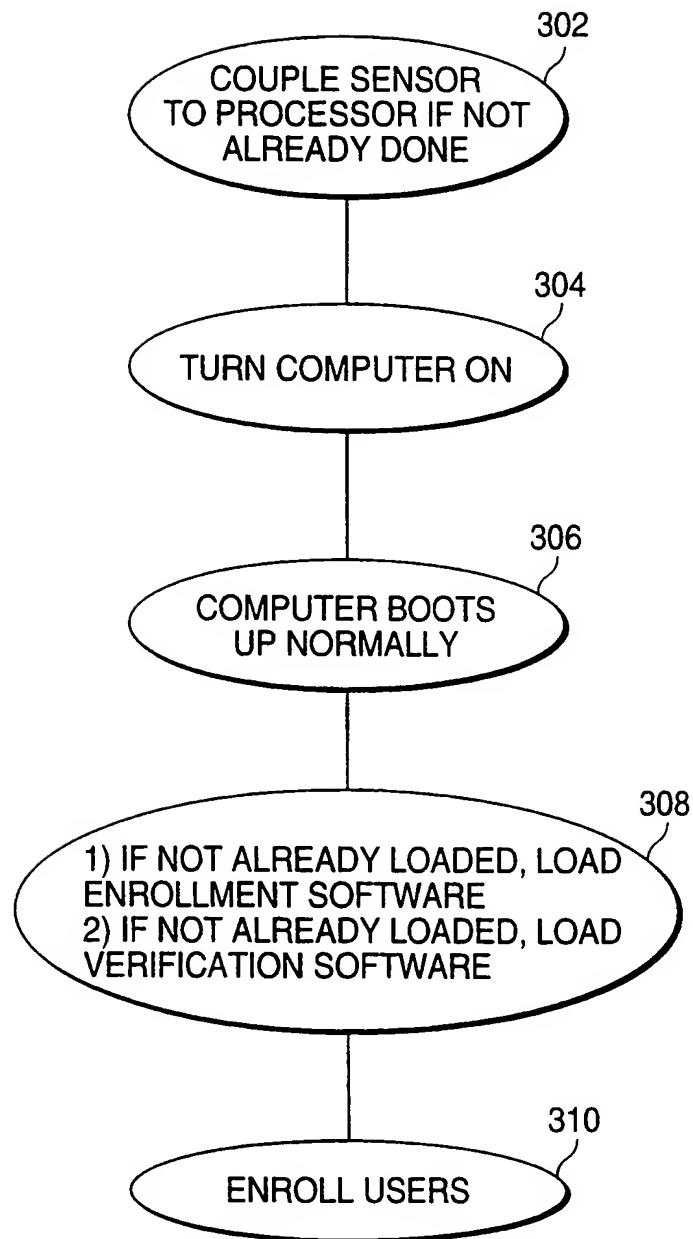 302
COUPLE SENSOR
TO PROCESSOR IF NOT
ALREADY DONE
304
TURN COMPUTER ON
306
COMPUTER BOOTS
UP NORMALLY
308
1) IF NOT ALREADY LOADED, LOAD
ENROLLMENT SOFTWARE
2) IF NOT ALREADY LOADED, LOAD
VERIFICATION SOFTWARE
310
ENROLL USERS